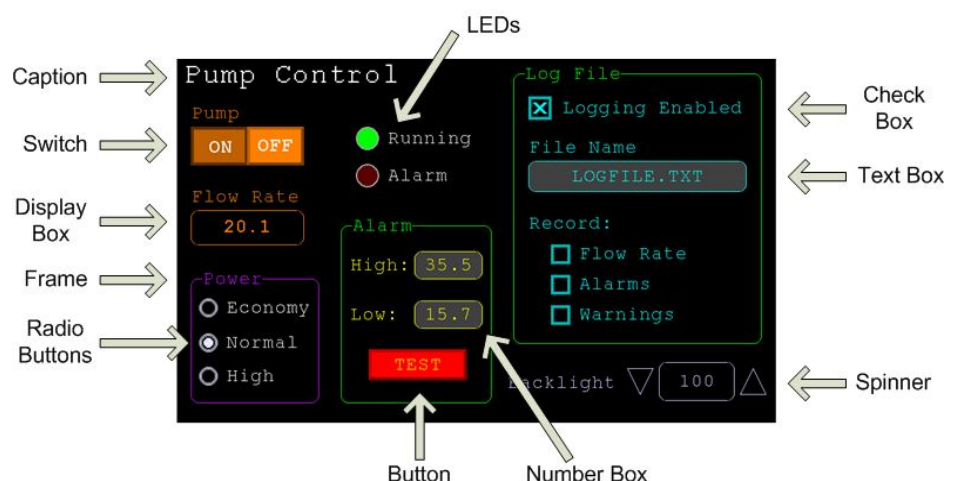 LEDs
Caption
Pump Control
Log File
Logging Enabled
Check
Box
Pump
Switch
ON OFF
Running
File Name
Alarm
LOGFILE.TXT
Text Box
Display
Box
Flow Rate
20.1
Alarm
Record:
Flow Rate
High: 35.5
Alarms
Frame
Power
Economy
Low: 15.7
Warnings
Radio
Buttons
Normal
TEST
High
Backlight 100
Spinner
Button
Number Box